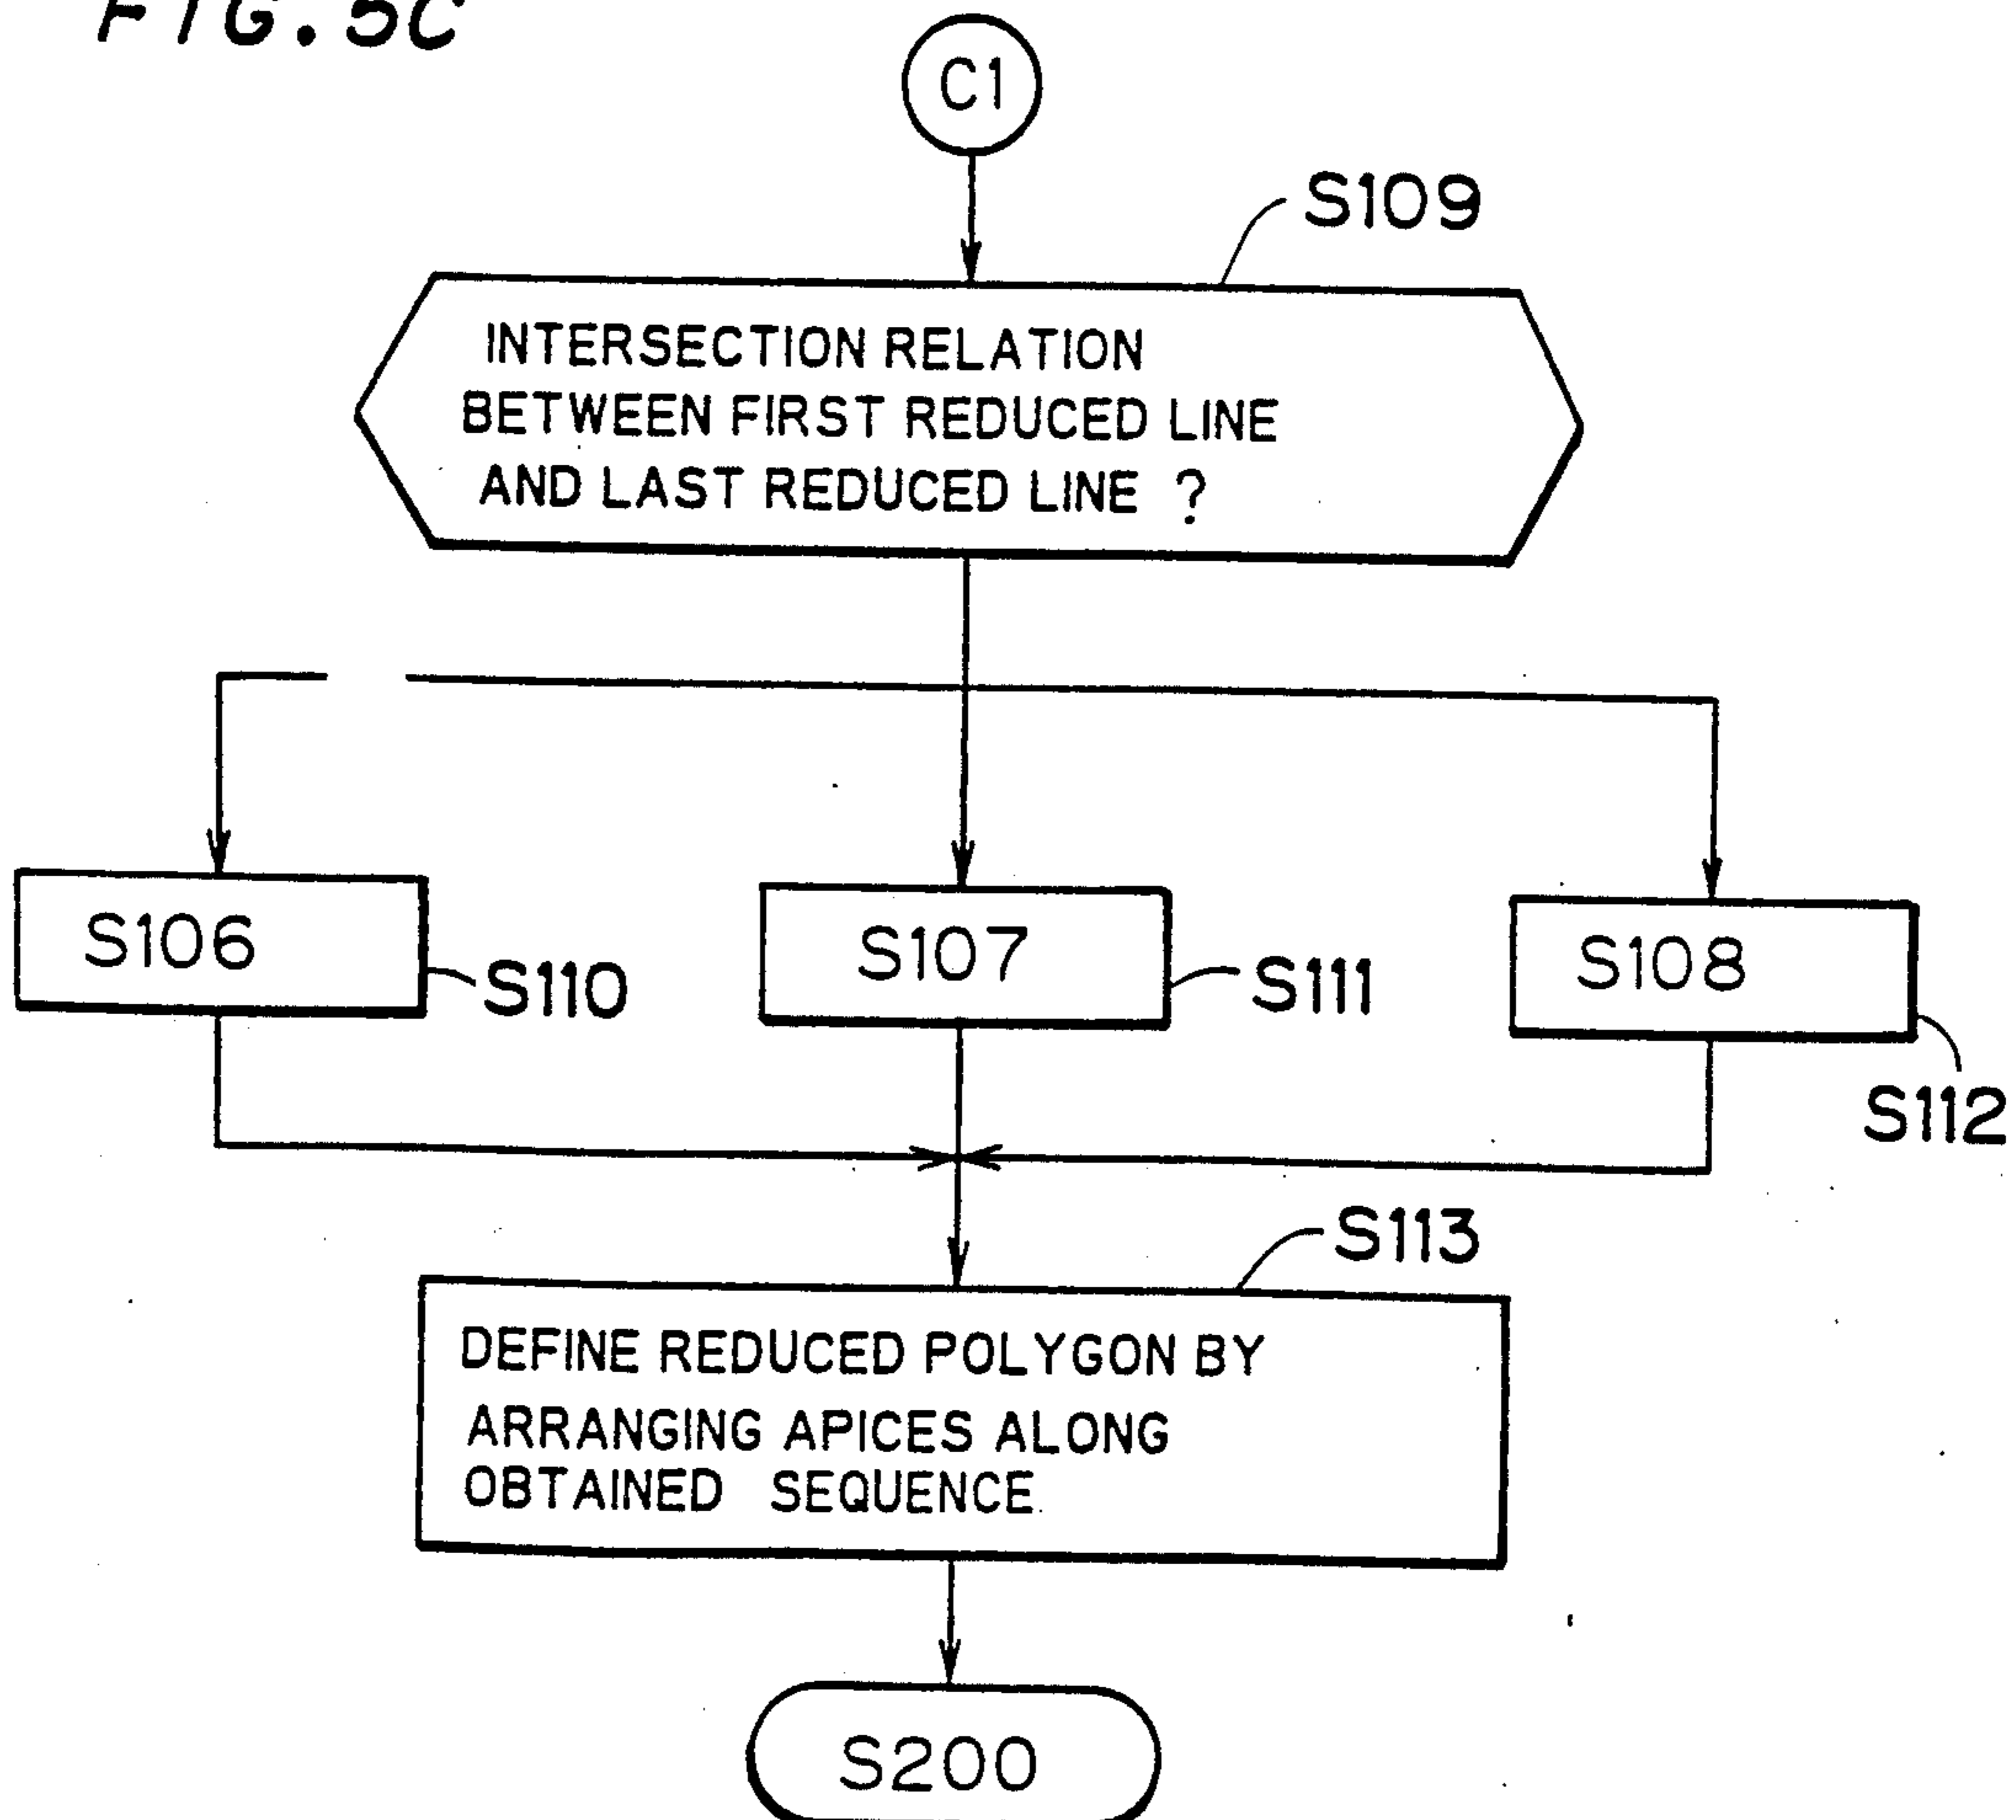 FIG. 5C
C1
S109
INTERSECTION RELATION
BETWEEN FIRST REDUCED LINE
AND LAST REDUCED LINE ?
S106
S110
S107
S111
S108
S112
S113
DEFINE REDUCED POLYGON BY
ARRANGING APICES ALONG
OBTAINED SEQUENCE
S200